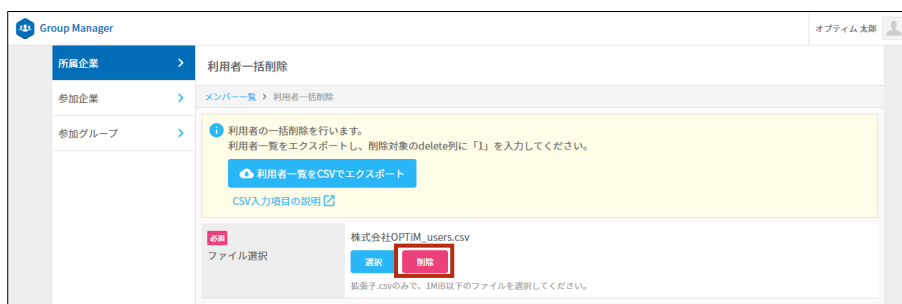 Group Manager
オプティム 太郎
所属企業
参加企業
参加グループ
利用者一括削除
メンバー一覧 > 利用者一括削除
利用者の一括削除を行います。
利用者一覧をエクスポートし、削除対象のdelete列に「1」を入力してください。
利用者一覧をCSVでエクスポート
CSV入力項目の説明
必須
ファイル選択
株式会社OPTiM_users.csv
選択 削除
拡張子.csvのみで、1MiB以下のファイルを選択してください。